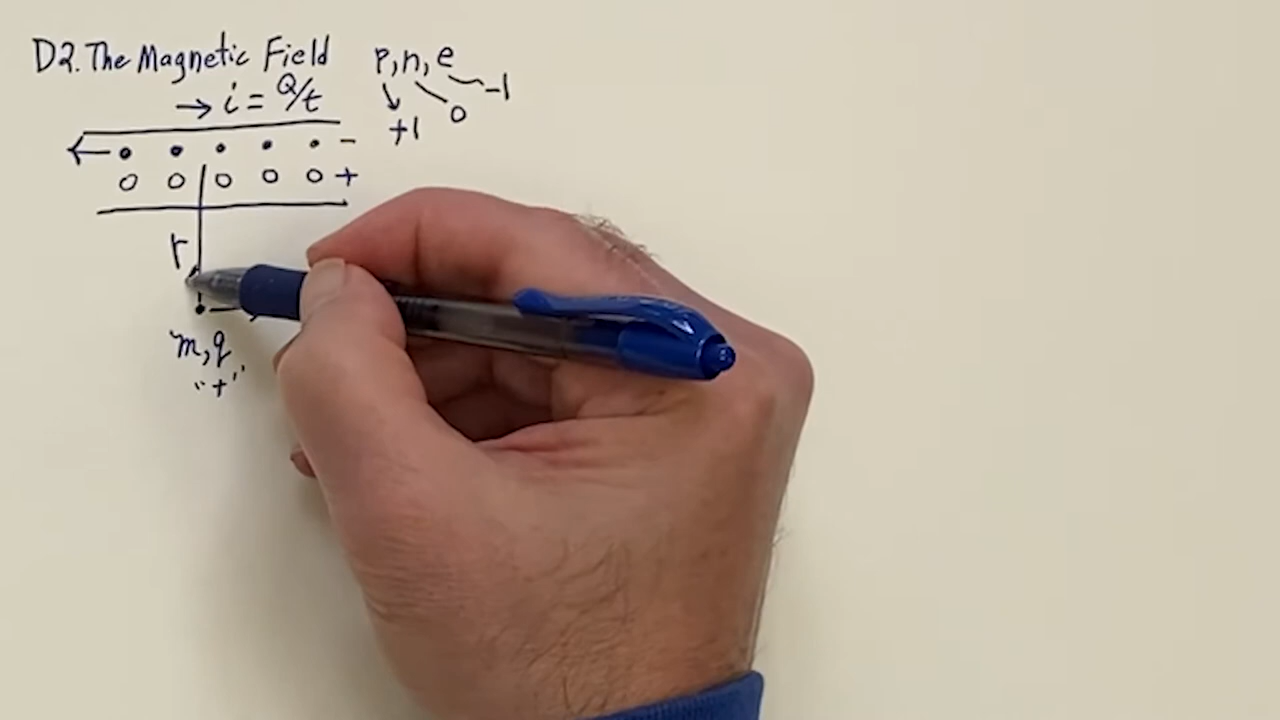 D2. The Magnetic Field
p, n, e
→ i = Q/t
-1
0
+1
-
+
r
m, q
"+"